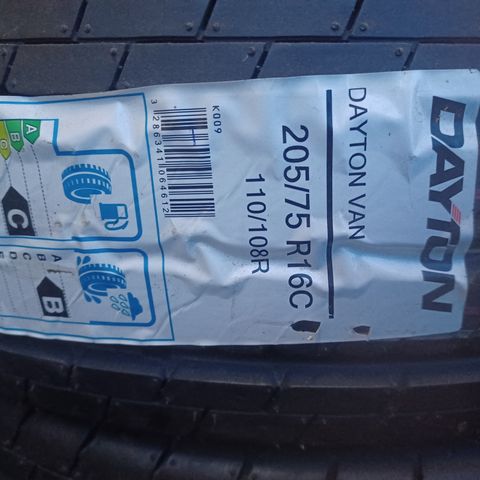 DAYTON
DAYTON VAN
205/75 R16C
110/108R
K009
3 286341 064612
A
B
C
A
B
C
D
B